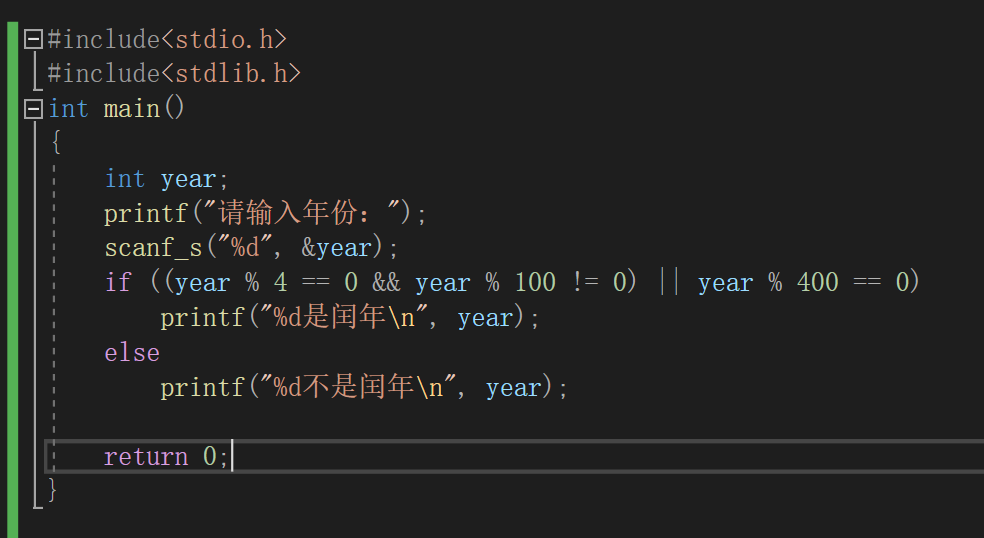 #include<stdio.h>
#include<stdlib.h>
int main()
{
int year;
printf("请输入年份：");
scanf_s("%d", &year);
if ((year % 4 == 0 && year % 100 != 0) || year % 400 == 0)
printf("%d是闰年\n", year);
else
printf("%d不是闰年\n", year);
return 0;
}